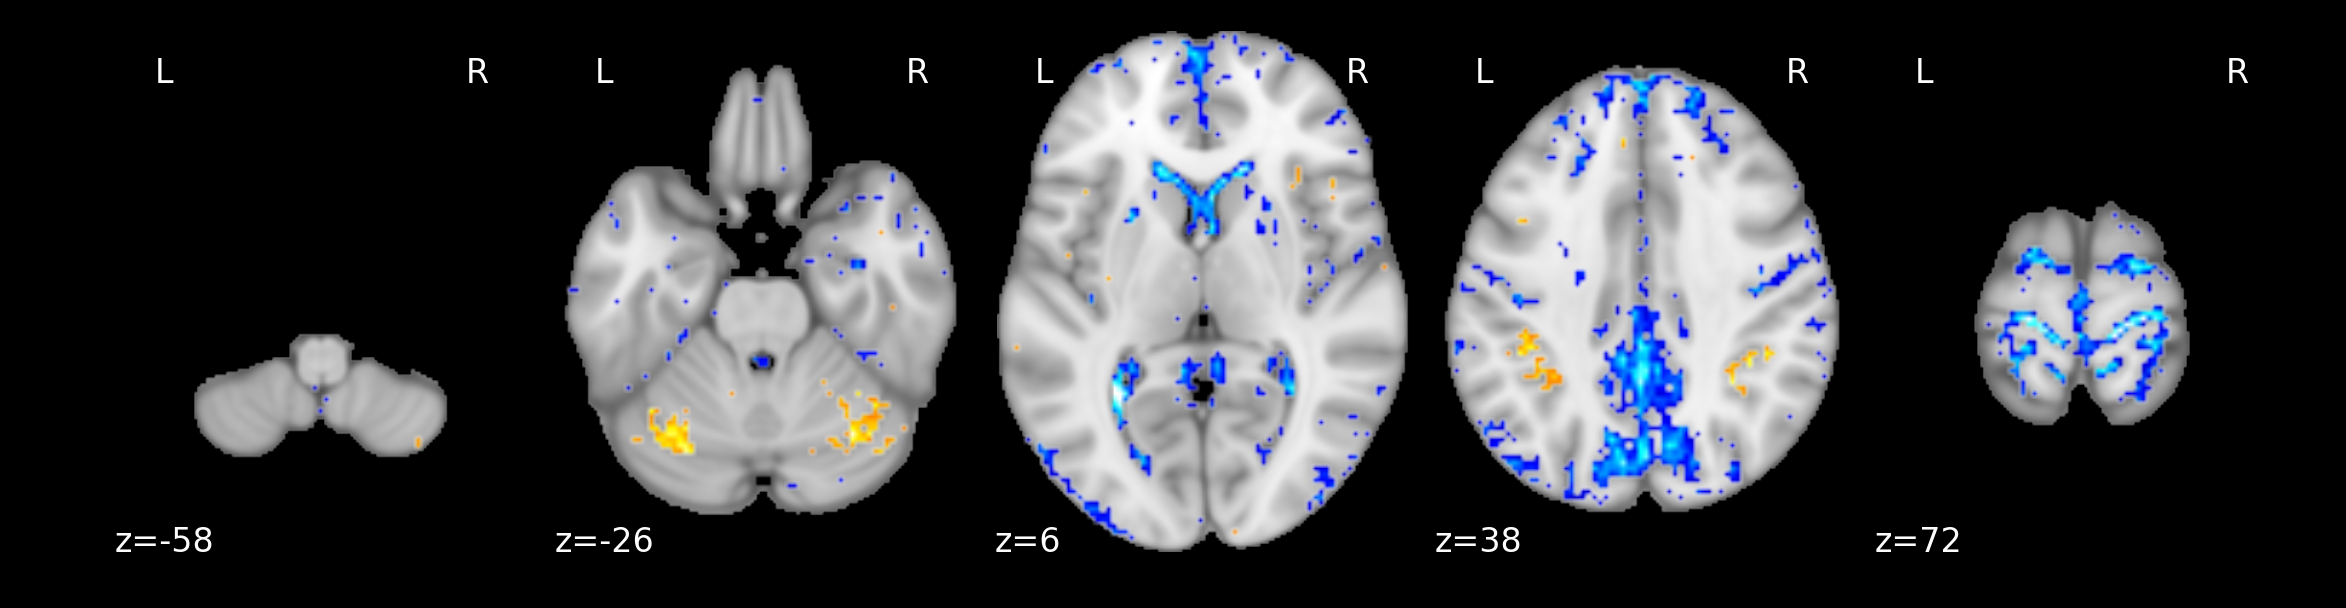 L R L R L R L R L R
z=-58 z=-26 z=6 z=38 z=72